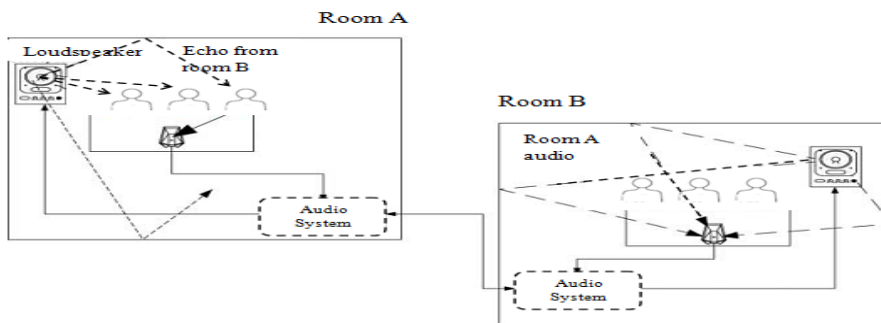 Room A
Loudspeaker
Echo from
room B
Audio
System
Room B
Room A
audio
Audio
System